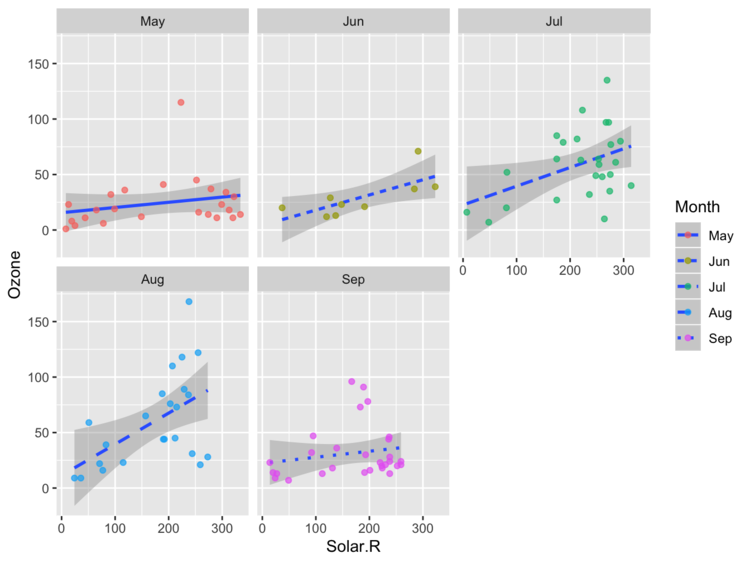 May Jun Jul
150
100
50
0
0 100 200 300
Ozone
Aug Sep
150
100
50
0
0 100 200 300 0 100 200 300
Solar.R
Month
May
Jun
Jul
Aug
Sep